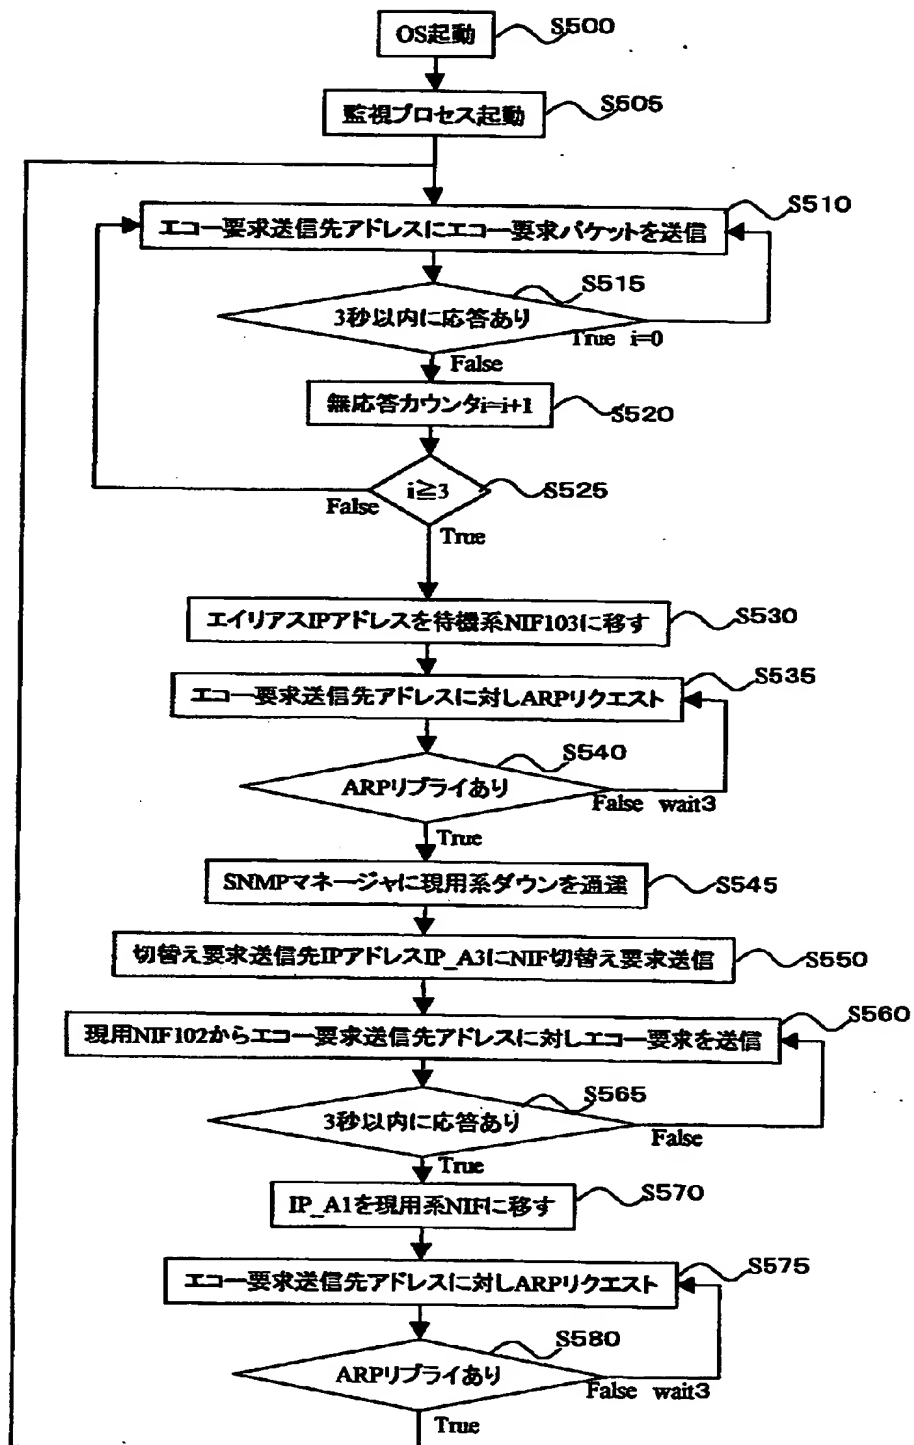 OS起動
S500
監視プロセス起動
S505
エコー要求送信先アドレスにエコー要求パケットを送信
S510
3秒以内に応答あり
S515
True i=0
False
無応答カウンタi=i+1
S520
i≧3
S525
False
True
エイリアスIPアドレスを待機系NIF103に移す
S530
エコー要求送信先アドレスに対しARPリクエスト
S535
ARPリプライあり
S540
False wait3
True
SNMPマネージャに現用系ダウンを通達
S545
切替え要求送信先IPアドレスIP_A3にNIF切替え要求送信
S550
現用NIF102からエコー要求送信先アドレスに対しエコー要求を送信
S560
3秒以内に応答あり
S565
False
True
IP_A1を現用系NIFに移す
S570
エコー要求送信先アドレスに対しARPリクエスト
S575
ARPリプライあり
S580
False wait3
True